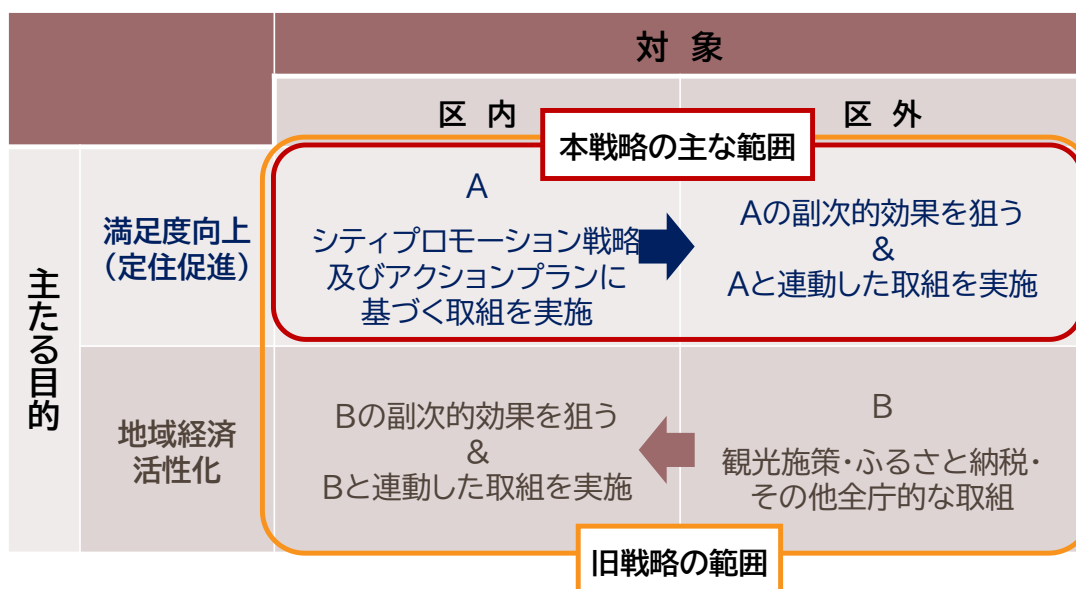 対 象
区 内
区 外
本戦略の主な範囲
主たる目的
満足度向上
（定住促進）
A
シティプロモーション戦略
及びアクションプランに
基づく取組を実施
Aの副次的効果を狙う
&
Aと連動した取組を実施
地域経済
活性化
Bの副次的効果を狙う
&
Bと連動した取組を実施
B
観光施策・ふるさと納税・
その他全庁的な取組
旧戦略の範囲